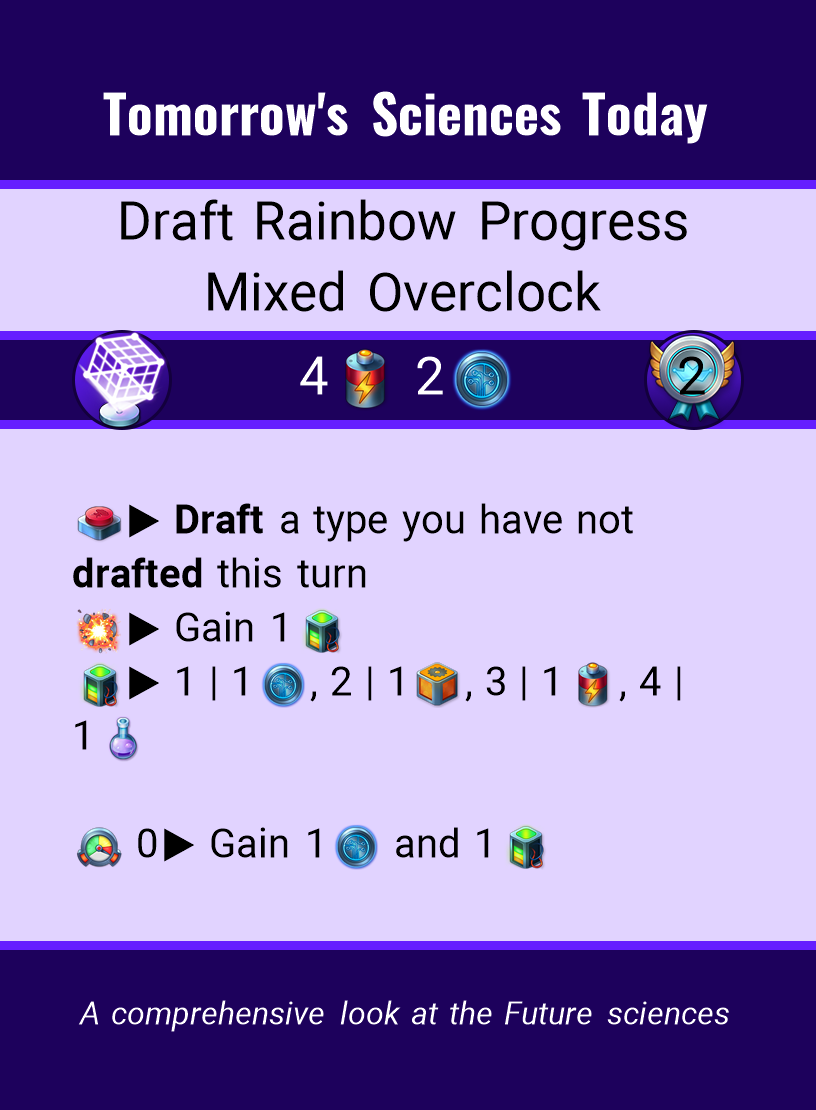 Tomorrow's Sciences Today
Draft Rainbow Progress
Mixed Overclock
4 2 2
▶ Draft a type you have not
drafted this turn
▶ Gain 1
▶ 1 | 1 , 2 | 1 , 3 | 1 , 4 |
1
0▶ Gain 1 and 1
A comprehensive look at the Future sciences